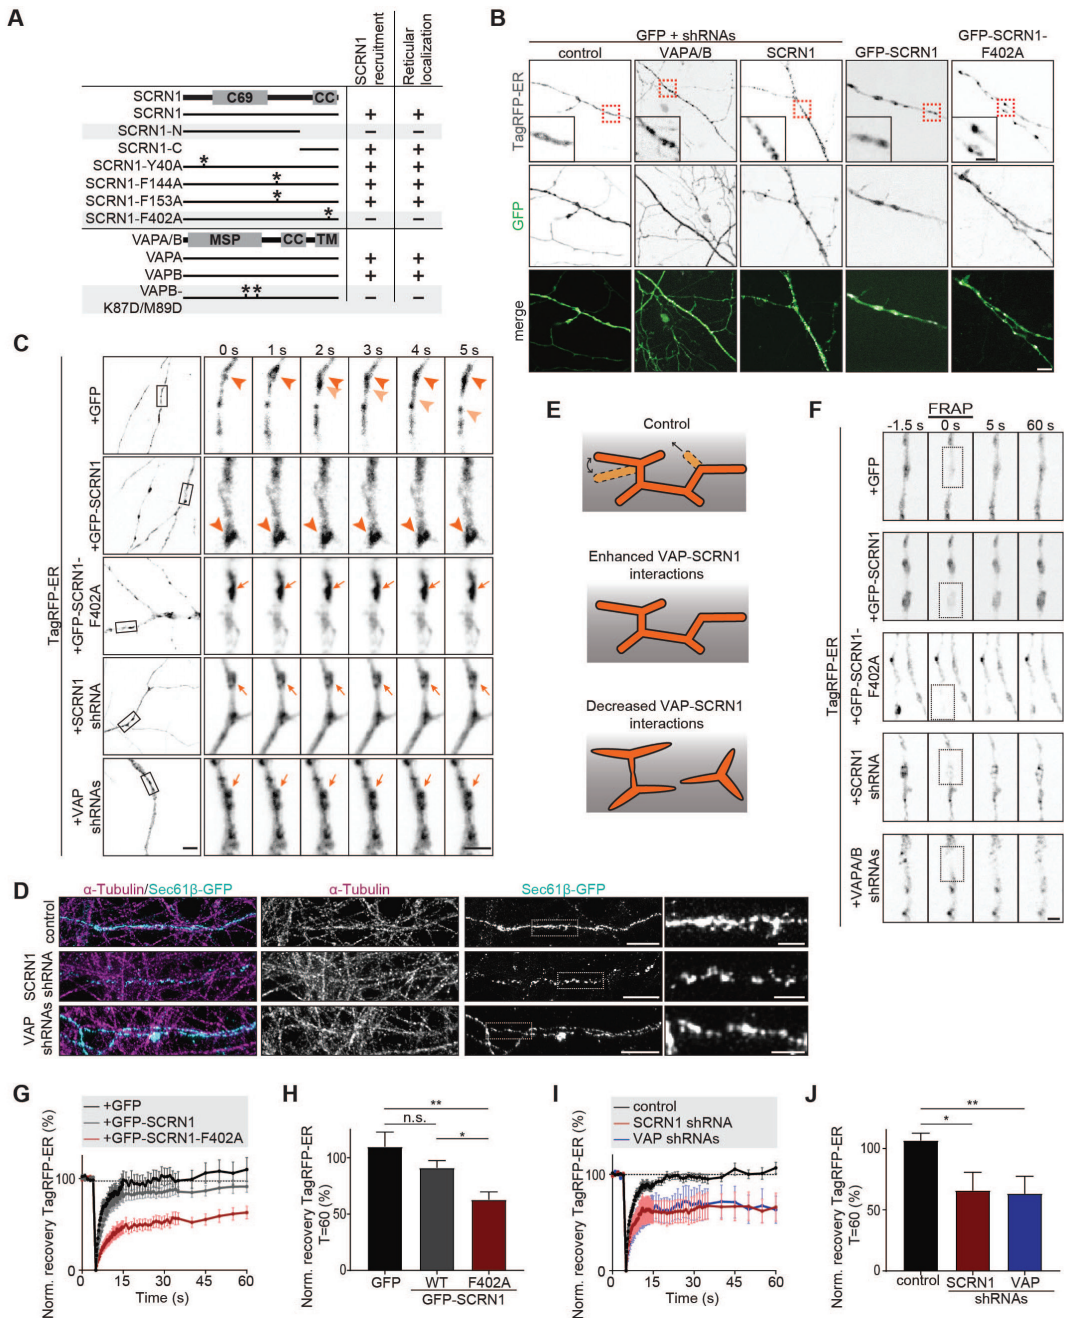 A
SCRN1 recruitment
Reticular localization
SCRN1 C69 CC
SCRN1 + +
SCRN1-N – –
SCRN1-C + +
SCRN1-Y40A * + +
SCRN1-F144A * + +
SCRN1-F153A * + +
SCRN1-F402A * – –
VAPA/B MSP CC TM
VAPA + +
VAPB + +
VAPB- ** – –
K87D/M89D
B
GFP + shRNAs
control VAPA/B SCRN1 GFP-SCRN1 GFP-SCRN1-
F402A
TagRFP-ER
GFP
merge
C
0 s 1 s 2 s 3 s 4 s 5 s
TagRFP-ER
+GFP
+GFP-SCRN1
+GFP-SCRN1-
F402A
+SCRN1
shRNA
+VAP
shRNAs
D
α-Tubulin/Sec61β-GFP α-Tubulin Sec61β-GFP
control
SCRN1
shRNA
VAP
shRNAs
E
Control
Enhanced VAP-SCRN1
interactions
Decreased VAP-SCRN1
interactions
F
FRAP
-1.5 s 0 s 5 s 60 s
TagRFP-ER
+GFP
+GFP-SCRN1
+GFP-SCRN1-
F402A
+SCRN1
shRNA
+VAPA/B
shRNAs
G
+GFP
+GFP-SCRN1
+GFP-SCRN1-F402A
Norm. recovery TagRFP-ER (%)
100
0
0 15 30 45 60
Time (s)
H
Norm. recovery TagRFP-ER
T=60 (%)
**
n.s.
*
100
50
0
GFP WT F402A
GFP-SCRN1
I
control
SCRN1 shRNA
VAP shRNAs
Norm. recovery TagRFP-ER (%)
100
0
0 15 30 45 60
Time (s)
J
Norm. recovery TagRFP-ER
T=60 (%)
**
*
100
50
0
control SCRN1 VAP
shRNAs